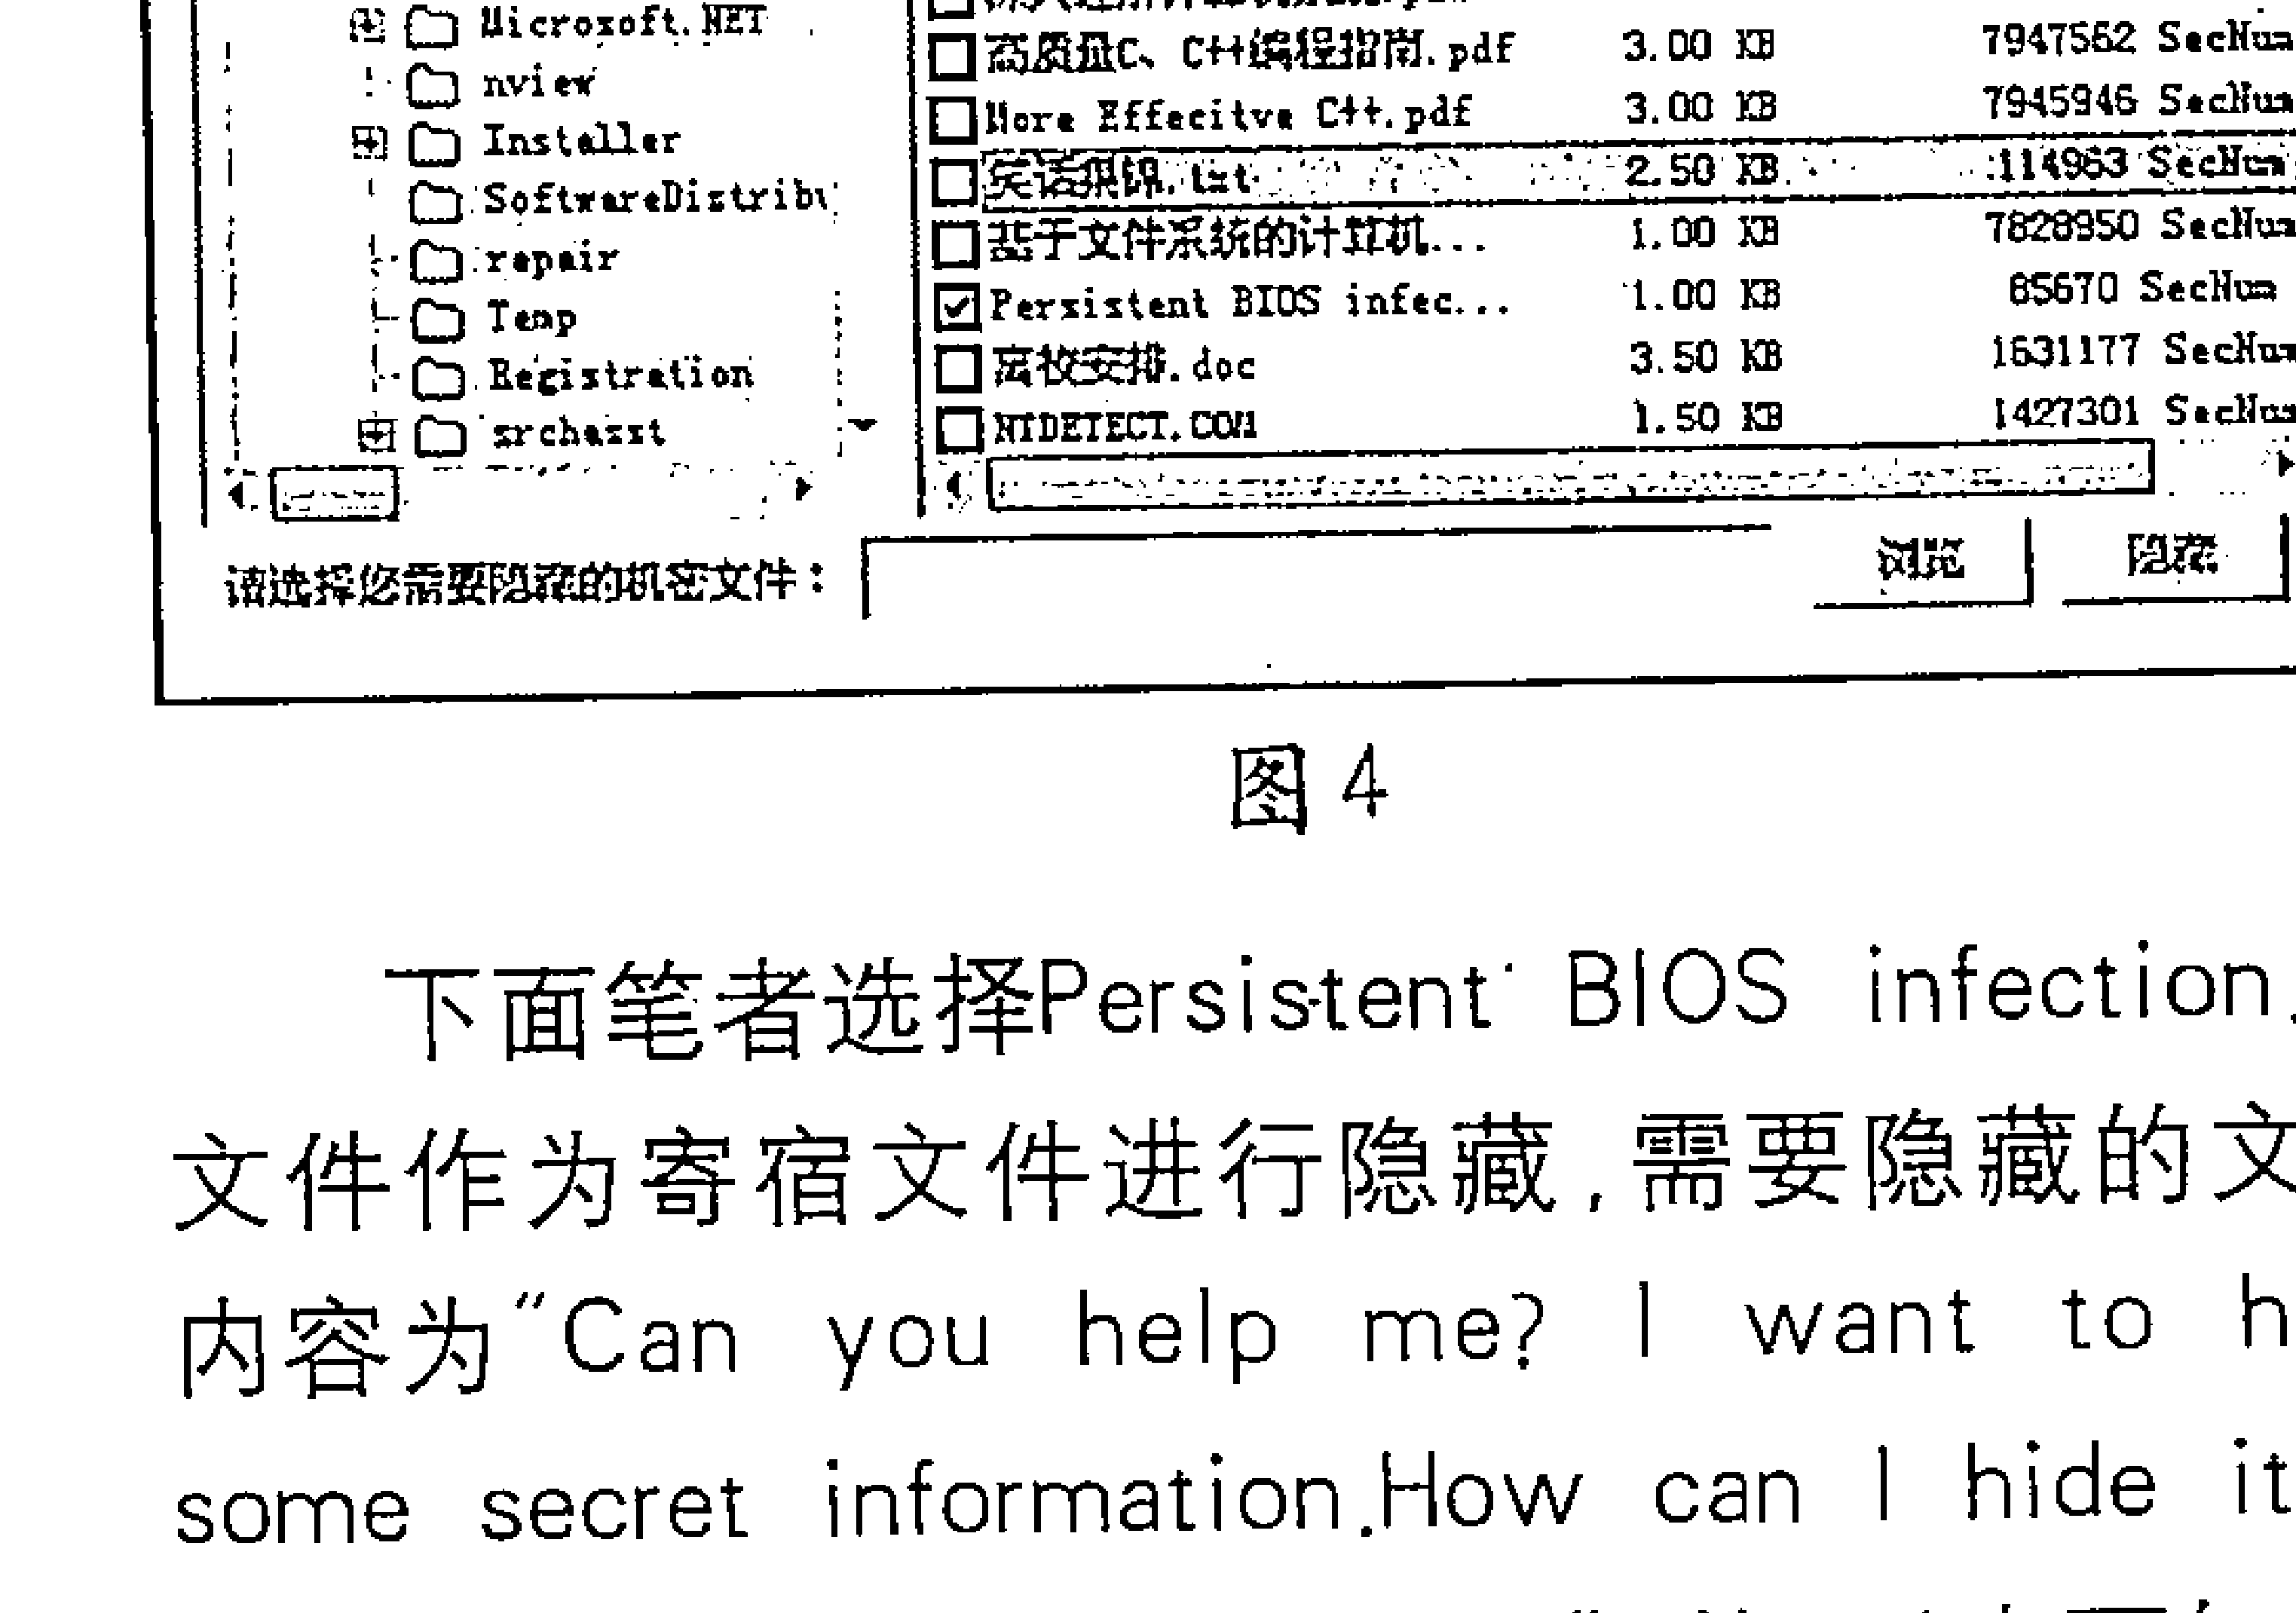 Microsoft.NET
nview
Installer
SoftwareDistribu
repair
Temp
Registration
srchasst
高质量C、C++编程指南.pdf 3.00 KB 7947562 SecNum
More Effecitve C++.pdf 3.00 KB 7945946 SecNum
.txt 2.50 KB 114963 SecNum
基于文件系统的计算机... 1.00 KB 7828950 SecNum
Persistent BIOS infec... 1.00 KB 85670 SecNum
离校安排.doc 3.50 KB 1631177 SecNum
NTDETECT.COM 1.50 KB 1427301 SecNum
请选择您需要隐藏的机密文件:
浏览
隐藏
图 4
下面笔者选择Persistent BIOS infection.
文件作为寄宿文件进行隐藏,需要隐藏的文
内容为"Can you help me? I want to h
some secret information.How can I hide it